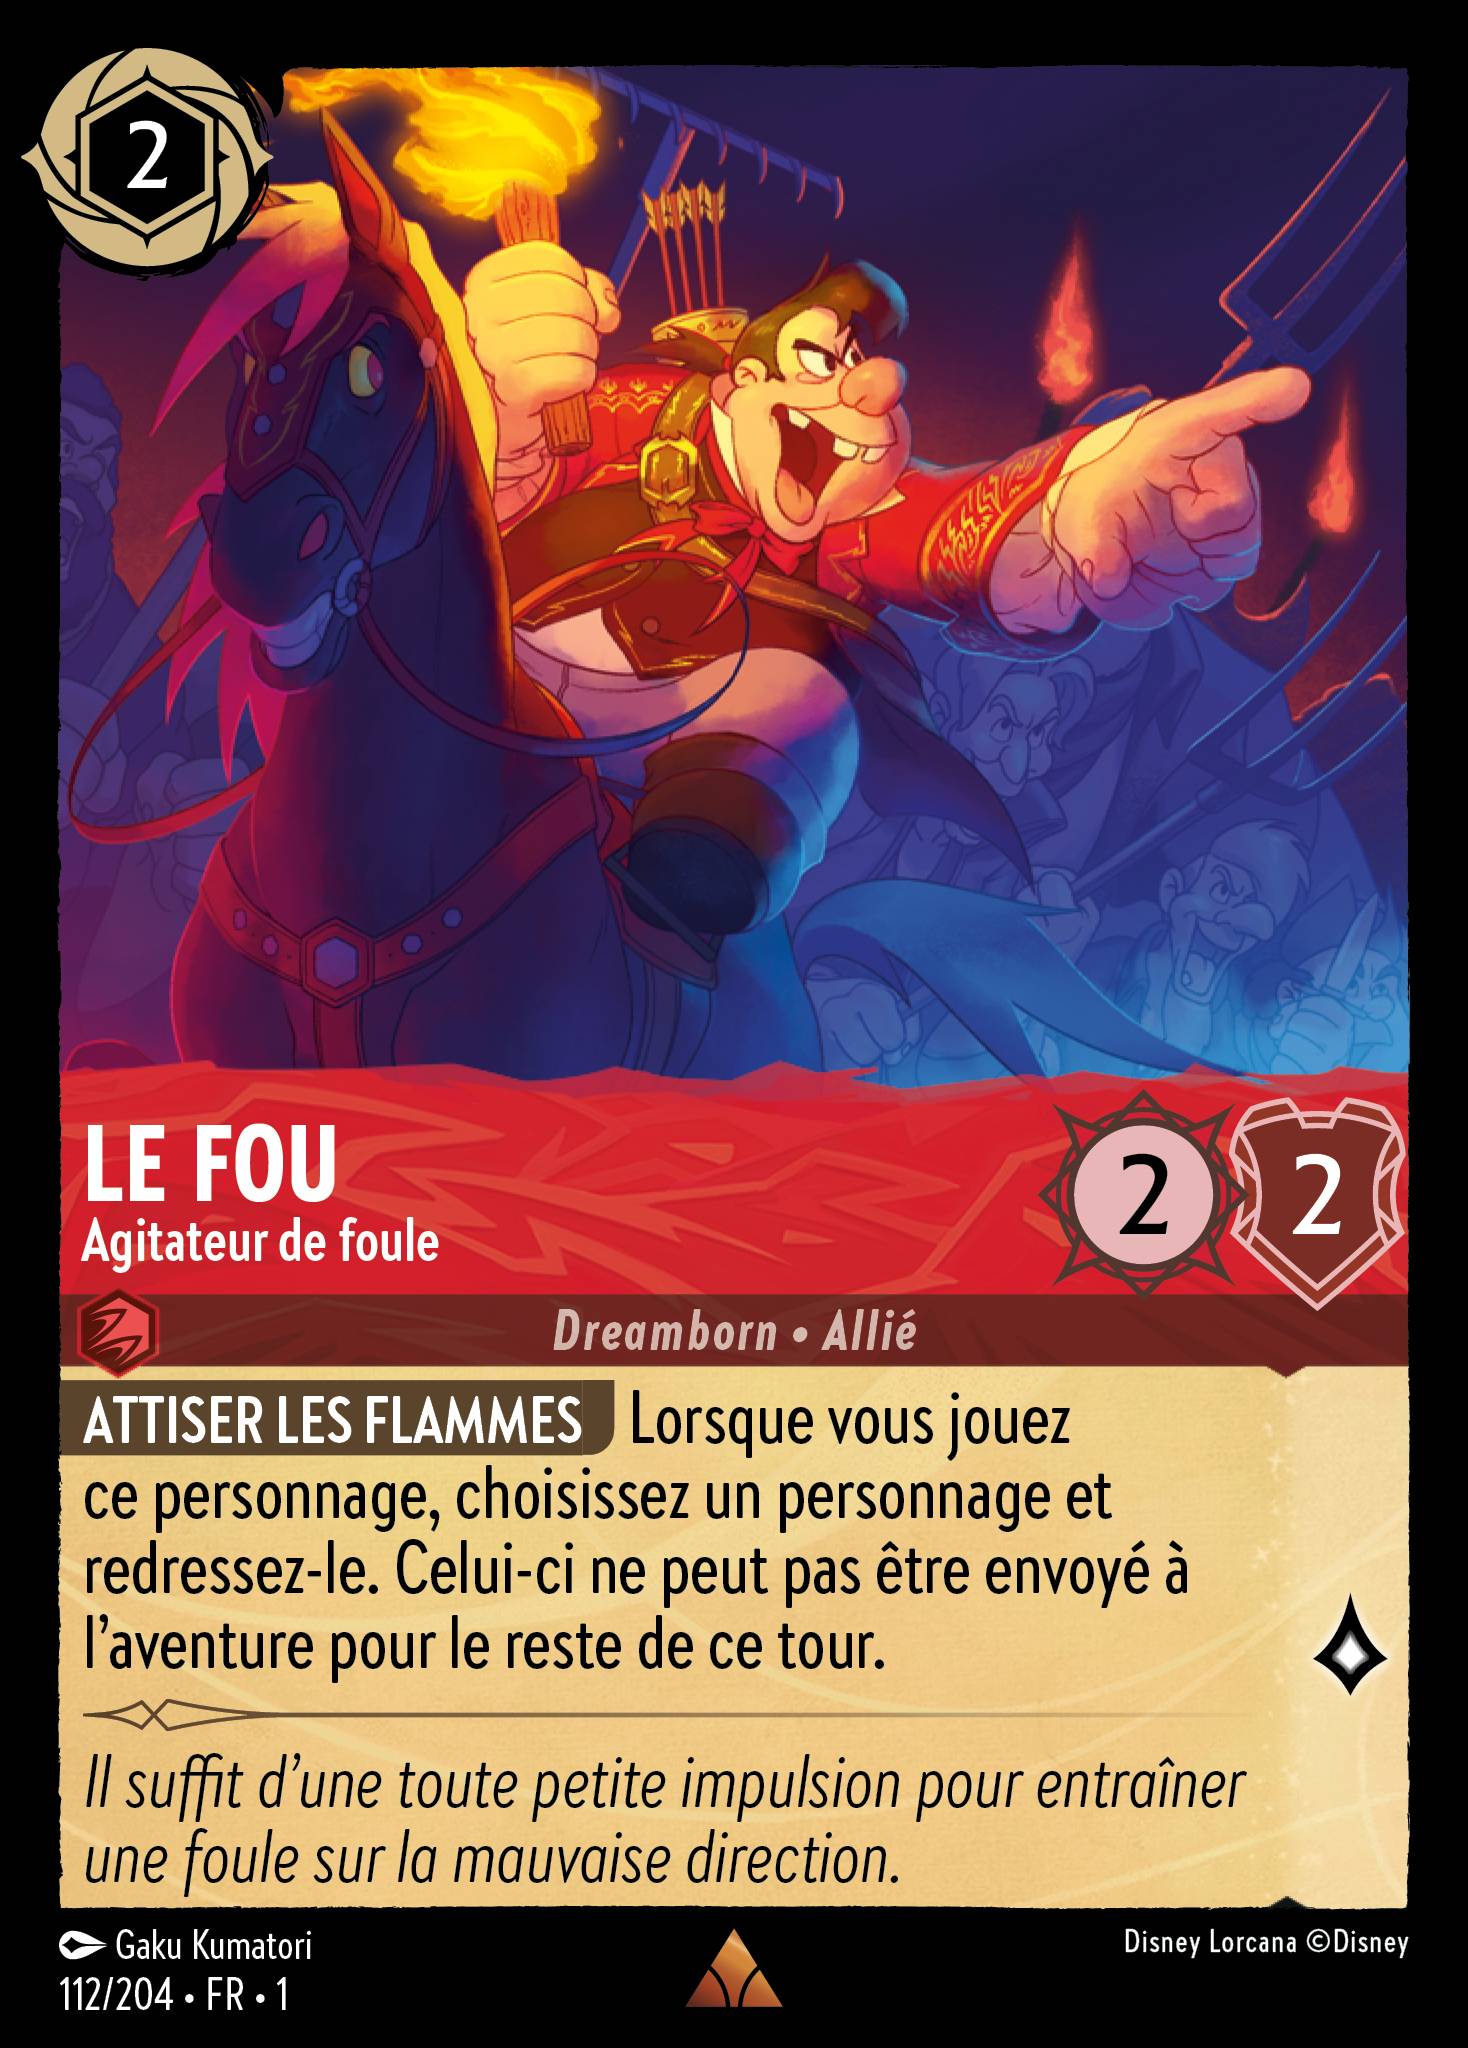 2
LE FOU
Agitateur de foule
2 2
Dreamborn • Allié
ATTISER LES FLAMMES Lorsque vous jouez
ce personnage, choisissez un personnage et
redressez-le. Celui-ci ne peut pas être envoyé à
l’aventure pour le reste de ce tour.
Il suffit d’une toute petite impulsion pour entraîner
une foule sur la mauvaise direction.
Gaku Kumatori
Disney Lorcana ©Disney
112/204 • FR • 1